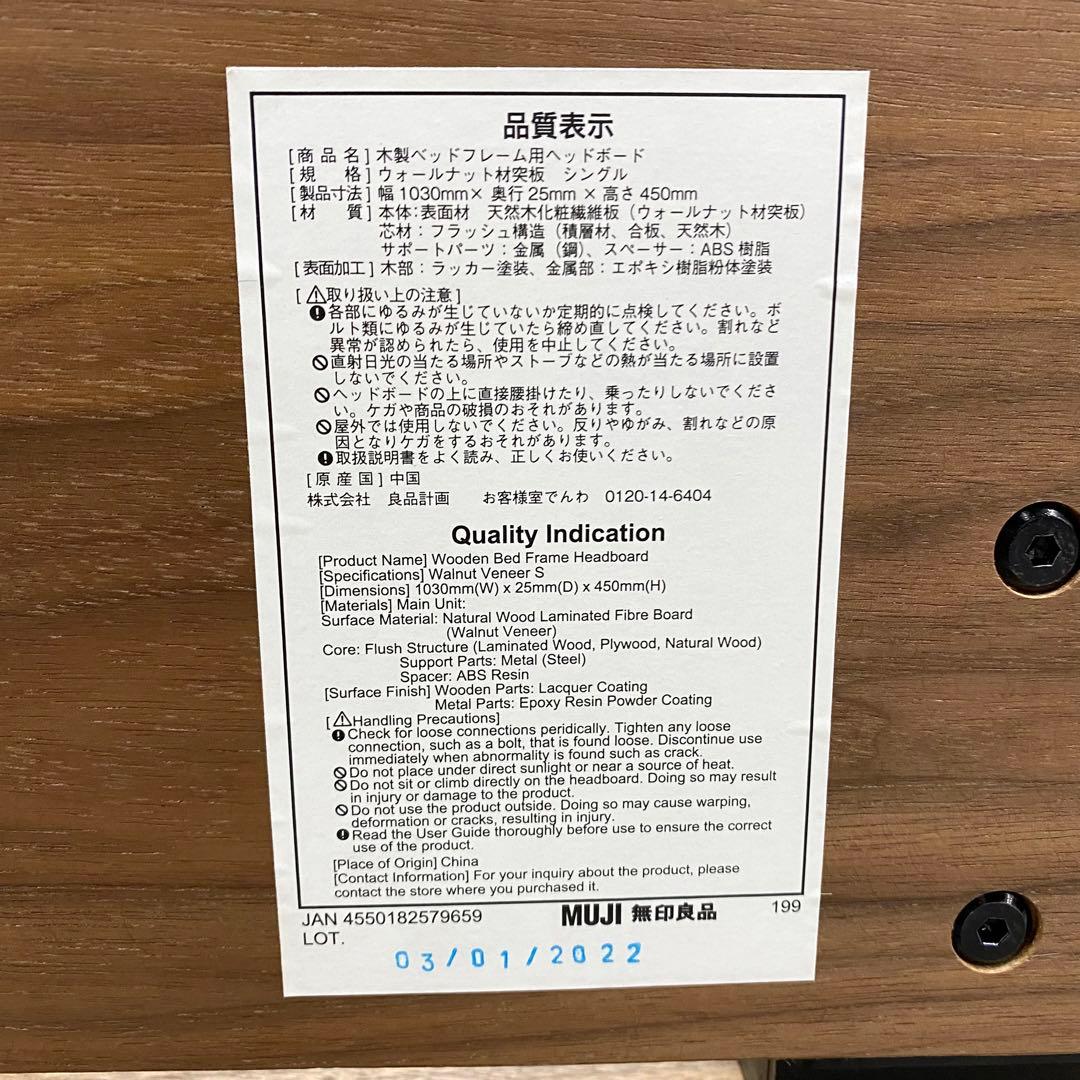 品質表示
[商品名] 木製ベッドフレーム用ヘッドボード
[規　格] ウォールナット材突板　シングル
[製品寸法] 幅 1030mm× 奥行 25mm × 高さ 450mm
[材　質] 本体:表面材　天然木化粧繊維板（ウォールナット材突板）
芯材：フラッシュ構造（積層材、合板、天然木）
サポートパーツ：金属（鋼）、スペーサー：ABS 樹脂
[表面加工] 木部：ラッカー塗装、金属部：エポキシ樹脂粉体塗装
[⚠取り扱い上の注意]
各部にゆるみが生じていないか定期的に点検してください。ボ
ルト類にゆるみが生じていたら締め直してください。割れなど
異常が認められたら、使用を中止してください。
直射日光の当たる場所やストーブなどの熱が当たる場所に設置
しないでください。
ヘッドボードの上に直接腰掛けたり、乗ったりしないでくださ
い。ケガや商品の破損のおそれがあります。
屋外では使用しないでください。反りやゆがみ、割れなどの原
因となりケガをするおそれがあります。
取扱説明書をよく読み、正しくお使いください。
[原産国] 中国
株式会社　良品計画　　お客様室でんわ　0120-14-6404
Quality Indication
[Product Name] Wooden Bed Frame Headboard
[Specifications] Walnut Veneer S
[Dimensions] 1030mm(W) x 25mm(D) x 450mm(H)
[Materials] Main Unit:
Surface Material: Natural Wood Laminated Fibre Board
(Walnut Veneer)
Core: Flush Structure (Laminated Wood, Plywood, Natural Wood)
Support Parts: Metal (Steel)
Spacer: ABS Resin
[Surface Finish] Wooden Parts: Lacquer Coating
Metal Parts: Epoxy Resin Powder Coating
[⚠Handling Precautions]
Check for loose connections peridically. Tighten any loose
connection, such as a bolt, that is found loose. Discontinue use
immediately when abnormality is found such as crack.
Do not place under direct sunlight or near a source of heat.
Do not sit or climb directly on the headboard. Doing so may result
in injury or damage to the product.
Do not use the product outside. Doing so may cause warping,
deformation or cracks, resulting in injury.
Read the User Guide thoroughly before use to ensure the correct
use of the product.
[Place of Origin] China
[Contact Information] For your inquiry about the product, please
contact the store where you purchased it.
JAN 4550182579659 MUJI 無印良品 199
LOT.
03/01/2022